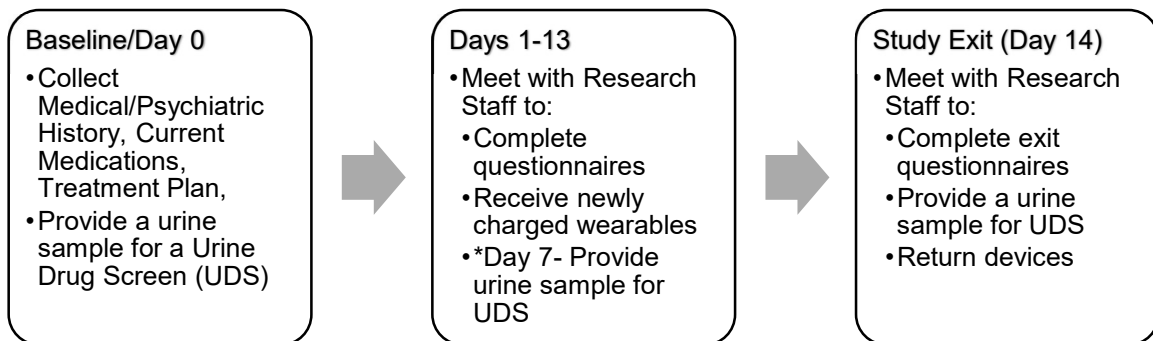 Baseline/Day 0
•Collect
Medical/Psychiatric
History, Current
Medications,
Treatment Plan,
•Provide a urine
sample for a Urine
Drug Screen (UDS)
Days 1-13
•Meet with Research
Staff to:
•Complete
questionnaires
•Receive newly
charged wearables
•*Day 7- Provide
urine sample for
UDS
Study Exit (Day 14)
•Meet with Research
Staff to:
•Complete exit
questionnaires
•Provide a urine
sample for UDS
•Return devices